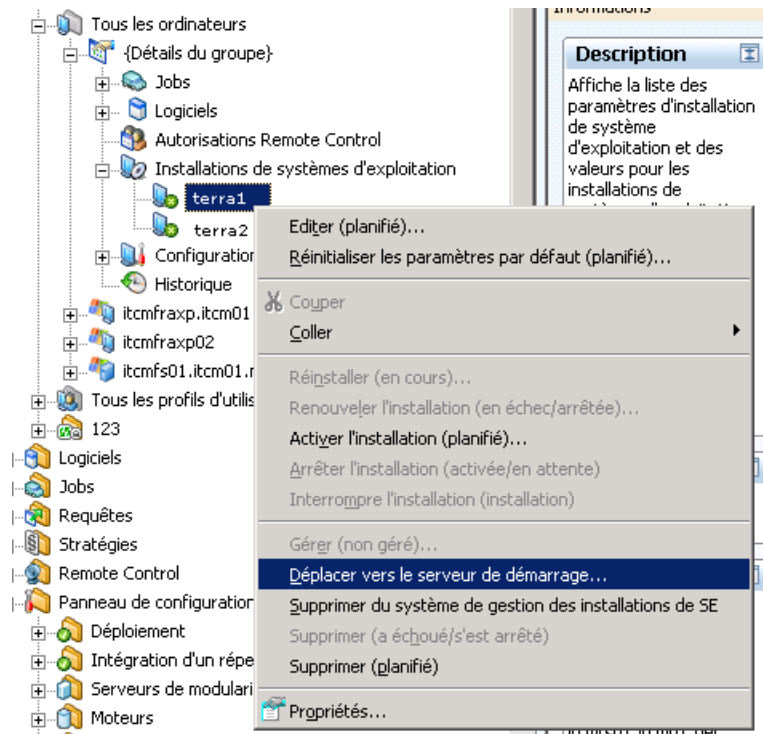 Informations
Tous les ordinateurs
{Détails du groupe}
Jobs
Logiciels
Autorisations Remote Control
Installations de systèmes d'exploitation
terra1
terra2
Configuration
Historique
itcmfraxp.itcm01
itcmfraxp02
itcmfs01.itcm01.r
Tous les profils d'utilis
123
Logiciels
Jobs
Requêtes
Stratégies
Remote Control
Panneau de configuration
Déploiement
Intégration d'un répe
Serveurs de modulari
Moteurs
Description
Affiche la liste des
paramètres d'installation
de système
d'exploitation et des
valeurs pour les
installations de
Editer (planifié)...
Réinitialiser les paramètres par défaut (planifié)...
Couper
Coller
Réinstaller (en cours)...
Renouveler l'installation (en échec/arrêtée)...
Activer l'installation (planifié)...
Arrêter l'installation (activée/en attente)
Interrompre l'installation (installation)
Gérer (non géré)...
Déplacer vers le serveur de démarrage...
Supprimer du système de gestion des installations de SE
Supprimer (a échoué/s'est arrêté)
Supprimer (planifié)
Propriétés...